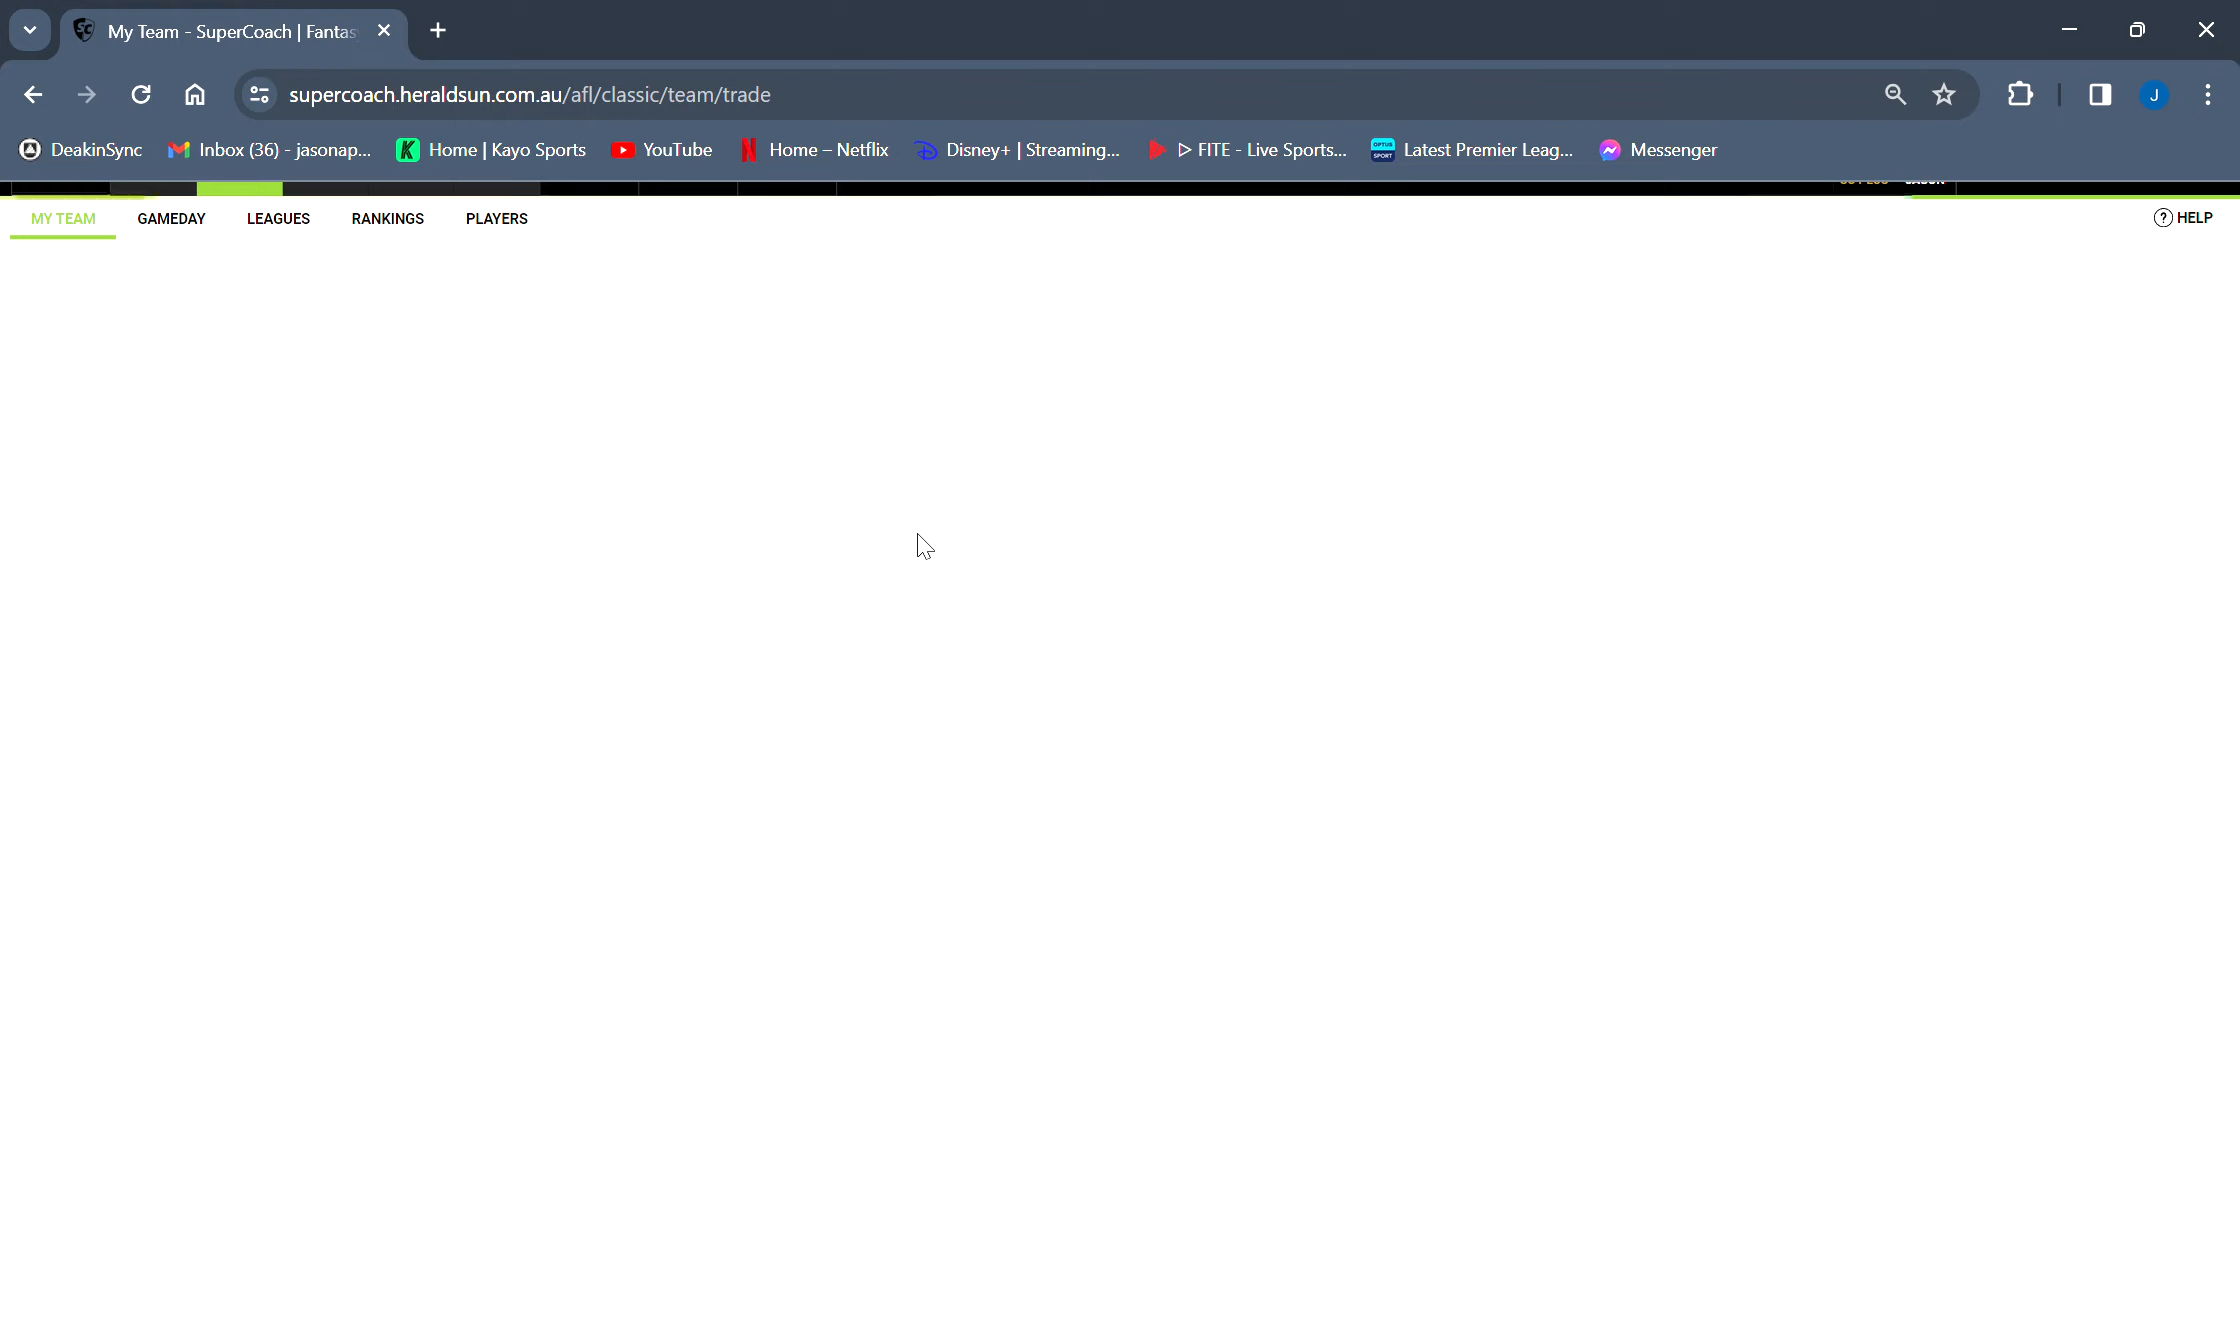 My Team - SuperCoach | Fantas
supercoach.heraldsun.com.au/afl/classic/team/trade
J
DeakinSync
Inbox (36) - jasonap...
Home | Kayo Sports
YouTube
Home – Netflix
Disney+ | Streaming...
FITE - Live Sports...
OPTUS SPORT
Latest Premier Leag...
Messenger
MY TEAM
GAMEDAY
LEAGUES
RANKINGS
PLAYERS
? HELP